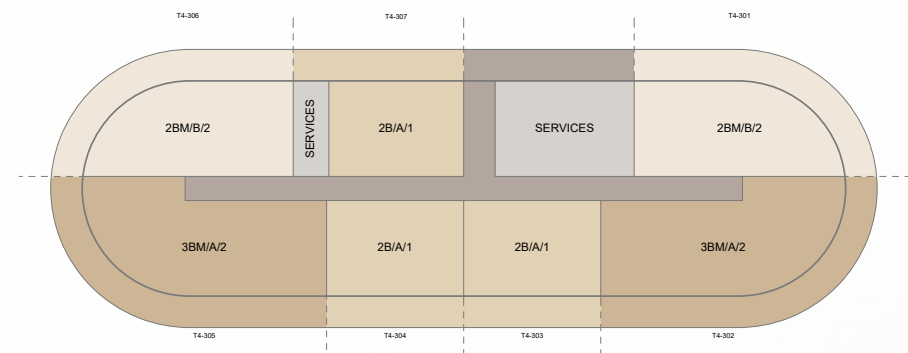 T4-306
T4-307
T4-301
2BM/B/2
SERVICES
2B/A/1
SERVICES
2BM/B/2
3BM/A/2
2B/A/1
2B/A/1
3BM/A/2
T4-305
T4-304
T4-303
T4-302